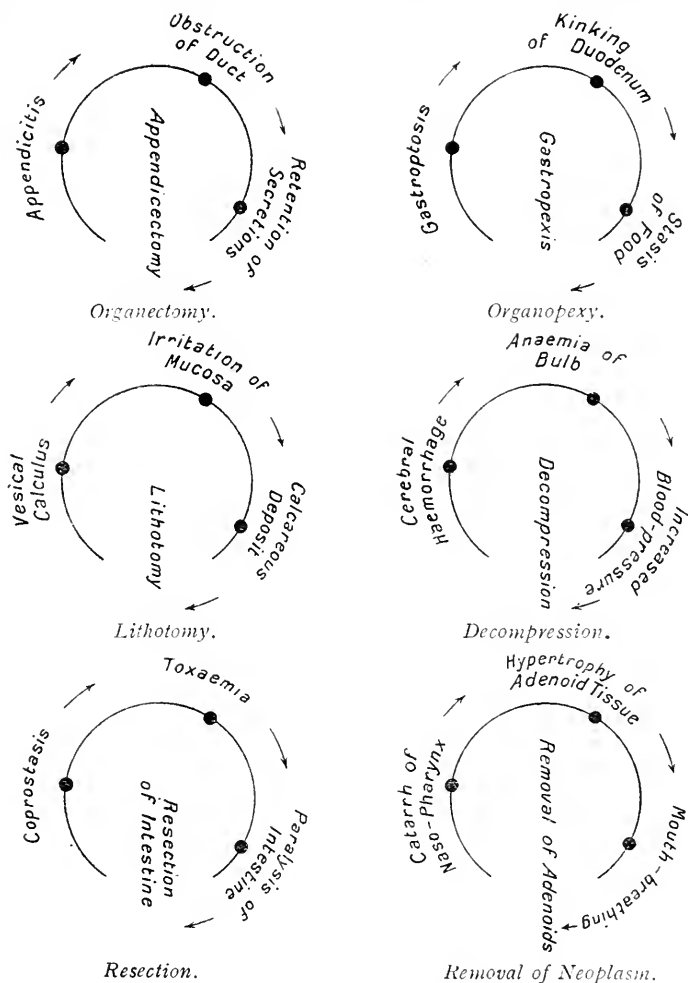 Appendicitis
Obstruction
of Duct
Retention of
Secretions
Appendicectomy
Organectomy.
Gastroptosis
Kinking
of Duodenum
Stasis
of Food
Gastropexis
Organopexy.
Vesical
Calculus
Irritation of
Mucosa
Calcareous
Deposit
Lithotomy
Lithotomy.
Cerebral
Haemorrhage
Anaemia of
Bulb
Increased
Blood-pressure
Decompression
Decompression.
Coprostasis
Toxaemia
Paralysis of
Intestine
Resection
of Intestine
Resection.
Catarrh of
Naso-Pharynx
Hypertrophy of
Adenoid Tissue
Mouth-breathing
Removal of Adenoids
Removal of Neoplasm.